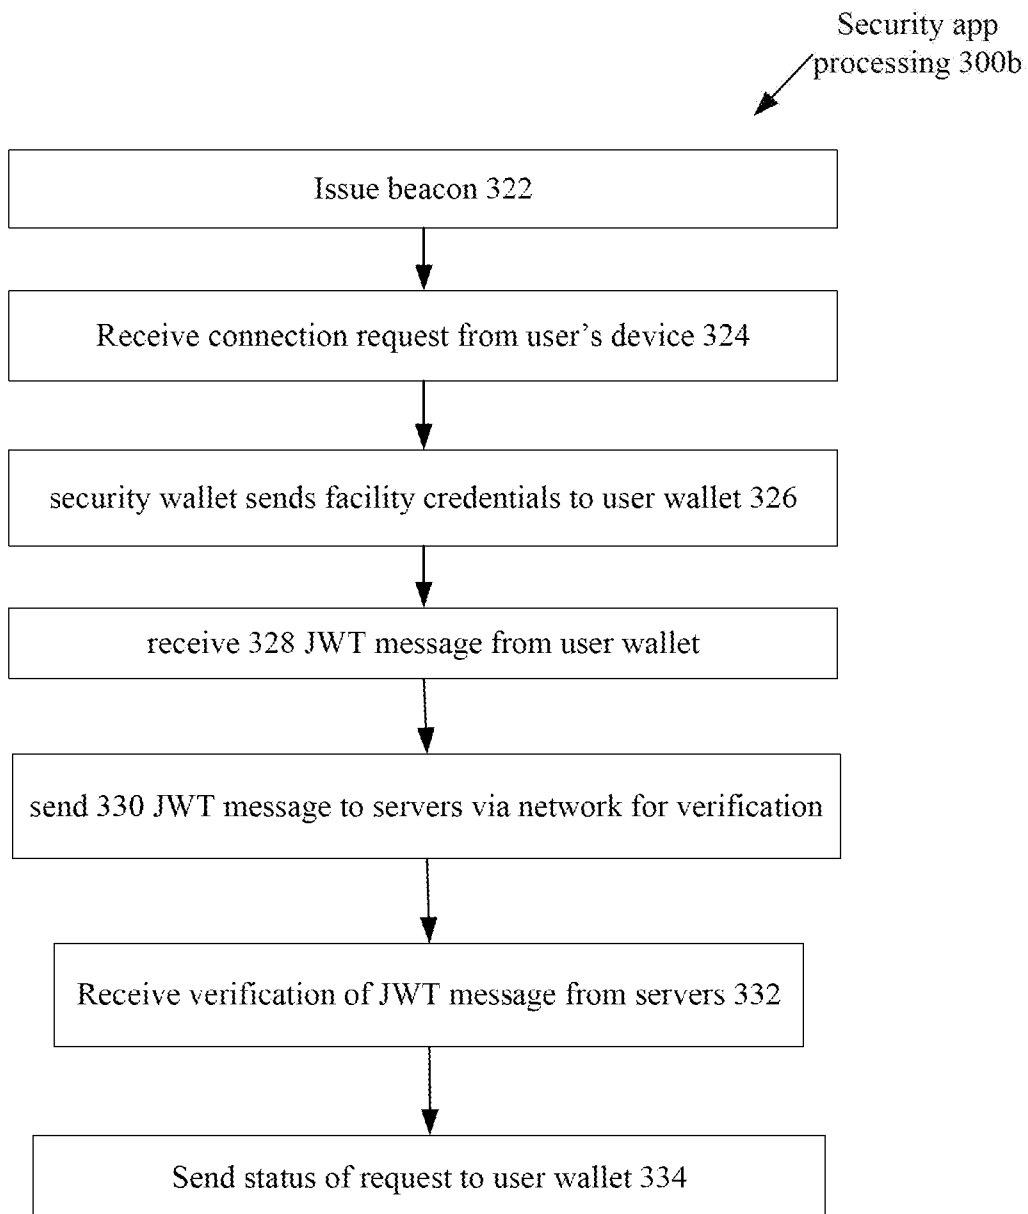 Security app
processing 300b
Issue beacon 322
Receive connection request from user’s device 324
security wallet sends facility credentials to user wallet 326
receive 328 JWT message from user wallet
send 330 JWT message to servers via network for verification
Receive verification of JWT message from servers 332
Send status of request to user wallet 334